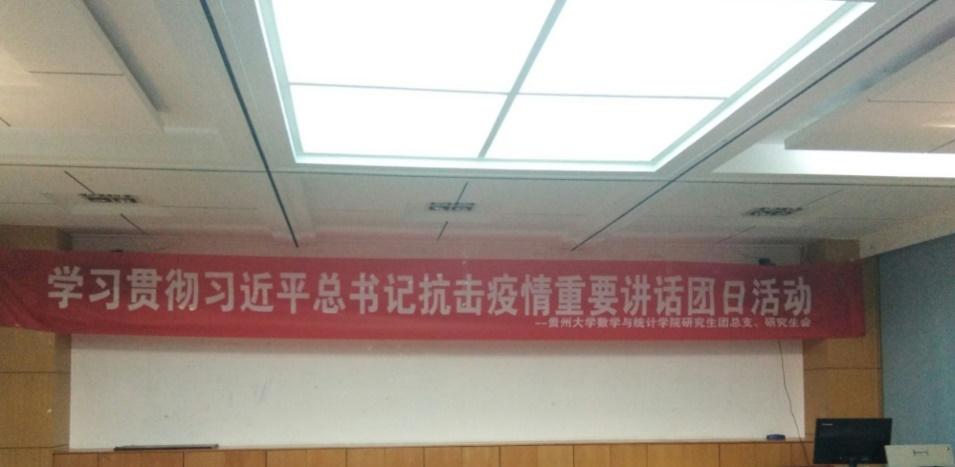 学习贯彻习近平总书记抗击疫情重要讲话团日活动
---贵州大学数学与统计学院研究生团总支、研究生会